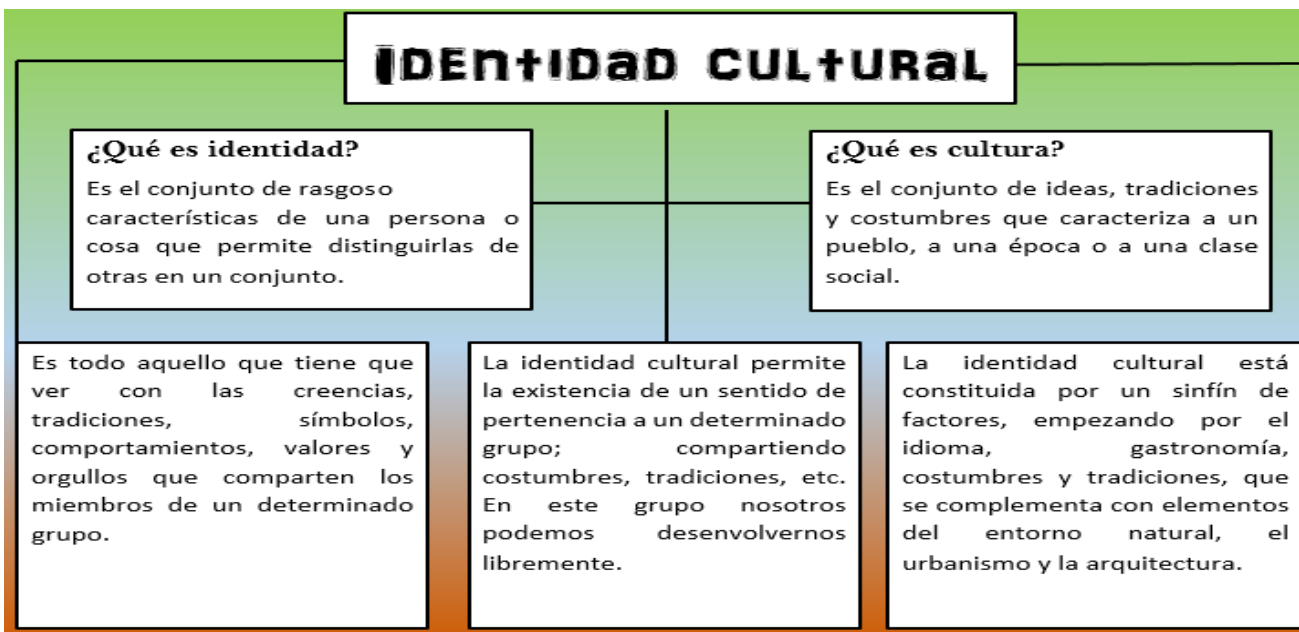 IDENTIDAD CULTURAL
¿Qué es identidad?
Es el conjunto de rasgoso
características de una persona o
cosa que permite distinguirlas de
otras en un conjunto.
¿Qué es cultura?
Es el conjunto de ideas, tradiciones
y costumbres que caracteriza a un
pueblo, a una época o a una clase
social.
Es todo aquello que tiene que
ver con las creencias,
tradiciones, símbolos,
comportamientos, valores y
orgullos que comparten los
miembros de un determinado
grupo.
La identidad cultural permite
la existencia de un sentido de
pertenencia a un determinado
grupo; compartiendo
costumbres, tradiciones, etc.
En este grupo nosotros
podemos desenvolvernos
libremente.
La identidad cultural está
constituida por un sinfín de
factores, empezando por el
idioma, gastronomía,
costumbres y tradiciones, que
se complementa con elementos
del entorno natural, el
urbanismo y la arquitectura.